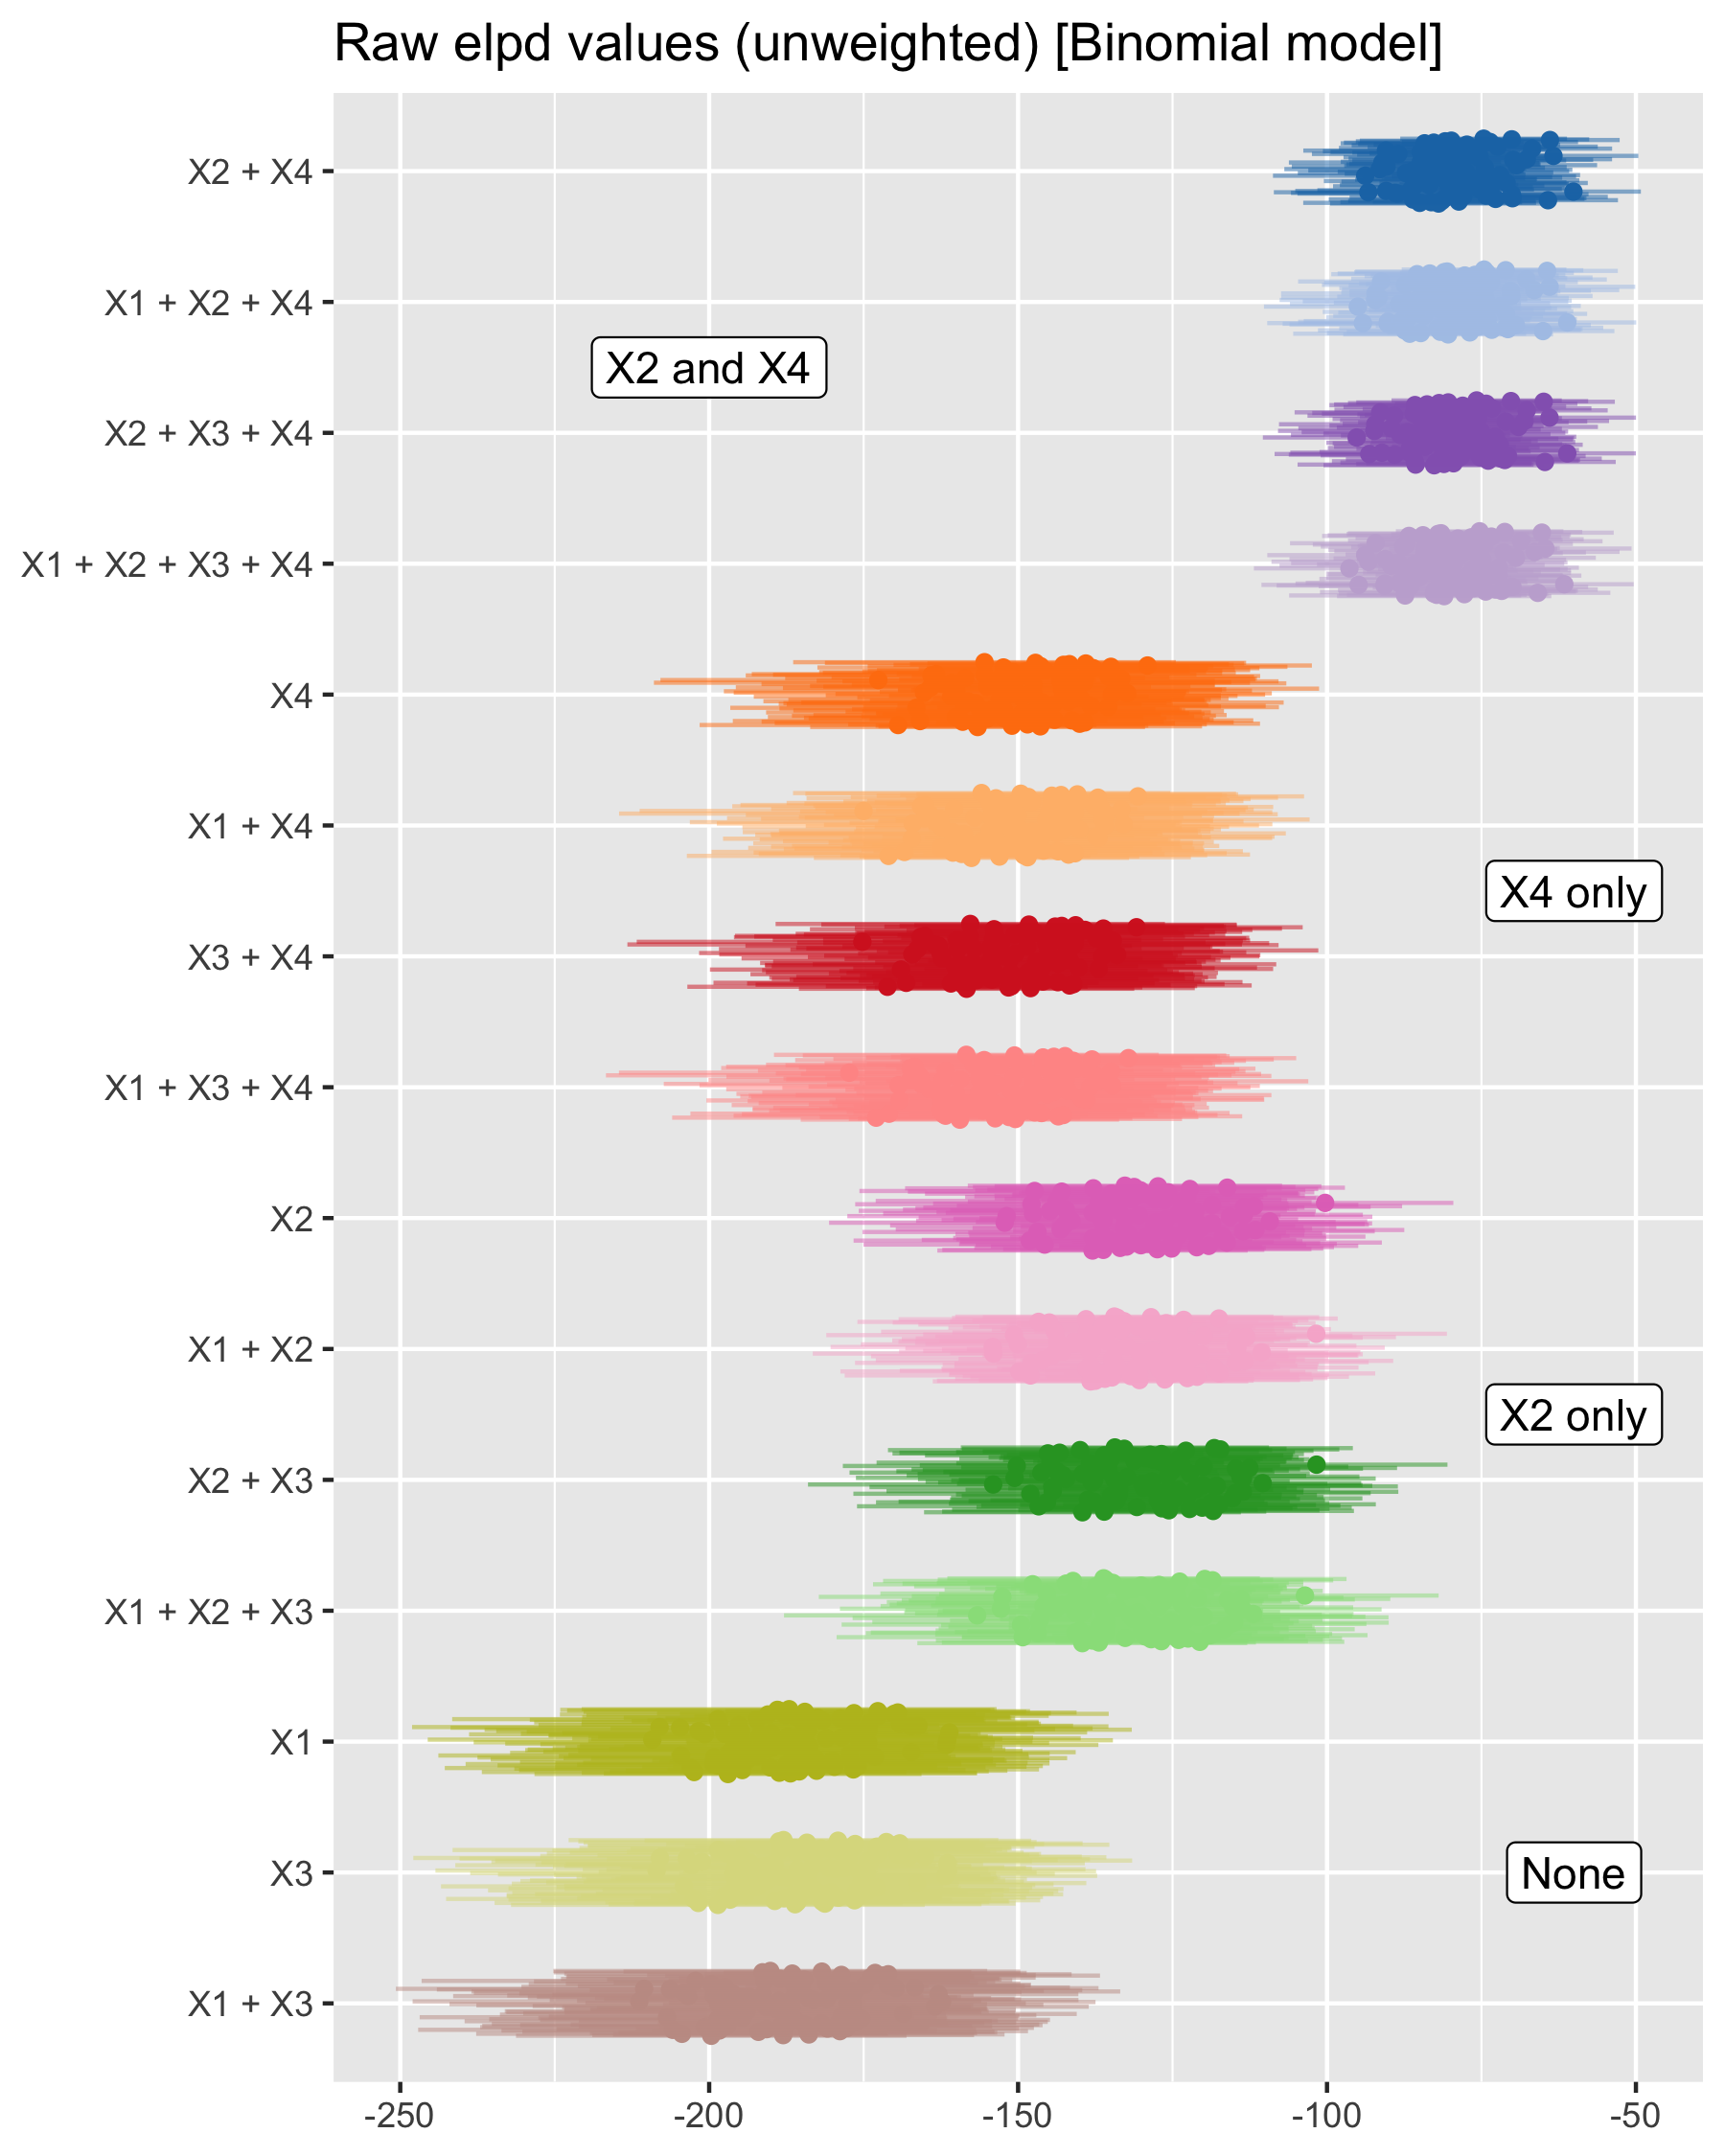 Raw elpd values (unweighted) [Binomial model]
X2 + X4
X1 + X2 + X4
X2 and X4
X2 + X3 + X4
X1 + X2 + X3 + X4
X4
X1 + X4
X4 only
X3 + X4
X1 + X3 + X4
X2
X1 + X2
X2 only
X2 + X3
X1 + X2 + X3
X1
X3
None
X1 + X3
-250 -200 -150 -100 -50